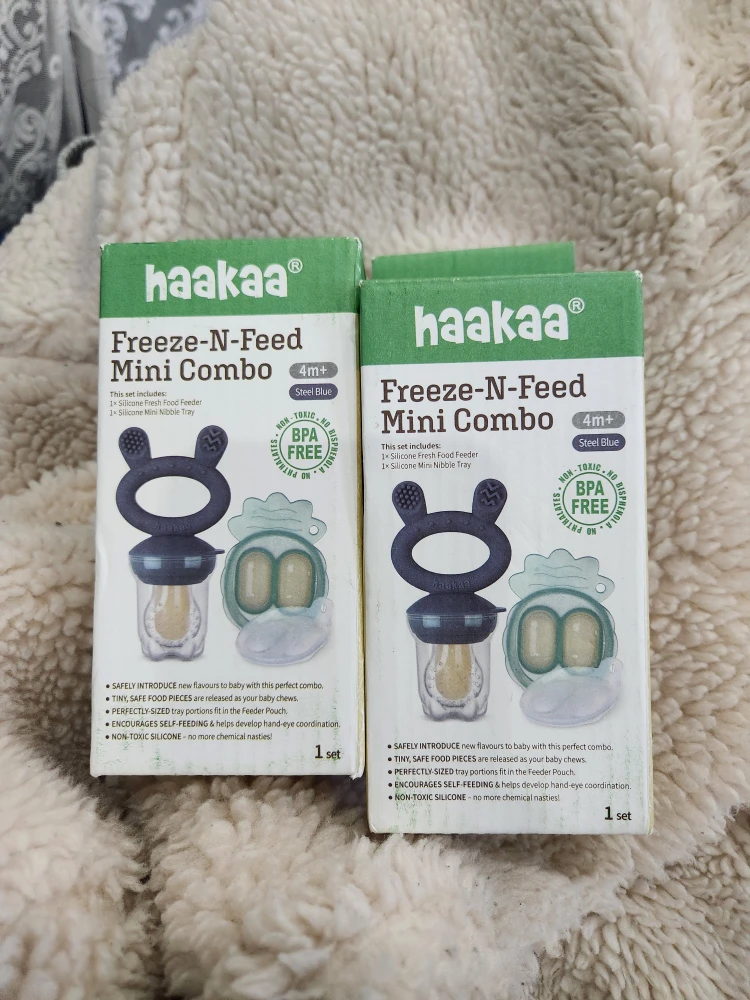 haakaa®
Freeze-N-Feed
Mini Combo
4m+
Steel Blue
This set includes:
1× Silicone Fresh Food Feeder
1× Silicone Mini Nibble Tray
NON-TOXIC • NO BISPHENOL A • NO PHTHALATES •
BPA
FREE
• SAFELY INTRODUCE new flavours to baby with this perfect combo.
• TINY, SAFE FOOD PIECES are released as your baby chews.
• PERFECTLY-SIZED tray portions fit in the Feeder Pouch.
• ENCOURAGES SELF-FEEDING & helps develop hand-eye coordination.
• NON-TOXIC SILICONE – no more chemical nasties!
1 set
haakaa®
Freeze-N-Feed
Mini Combo
4m+
Steel Blue
This set includes:
1× Silicone Fresh Food Feeder
1× Silicone Mini Nibble Tray
NON-TOXIC • NO BISPHENOL A • NO PHTHALATES •
BPA
FREE
• SAFELY INTRODUCE new flavours to baby with this perfect combo.
• TINY, SAFE FOOD PIECES are released as your baby chews.
• PERFECTLY-SIZED tray portions fit in the Feeder Pouch.
• ENCOURAGES SELF-FEEDING & helps develop hand-eye coordination.
• NON-TOXIC SILICONE – no more chemical nasties!
1 set